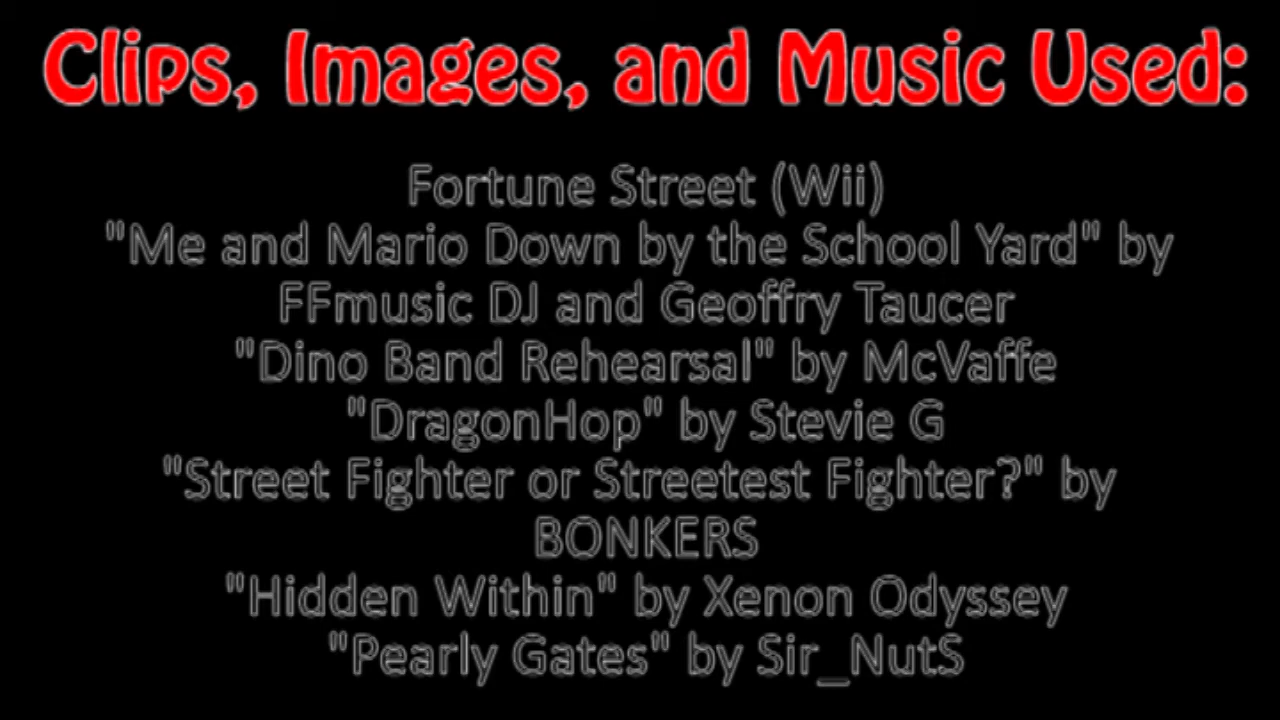 Clips, Images, and Music Used:
Fortune Street (Wii)
"Me and Mario Down by the School Yard" by
FFmusic DJ and Geoffry Taucer
"Dino Band Rehearsal" by McVaffe
"DragonHop" by Stevie G
"Street Fighter or Streetest Fighter?" by
BONKERS
"Hidden Within" by Xenon Odyssey
"Pearly Gates" by Sir_NutS